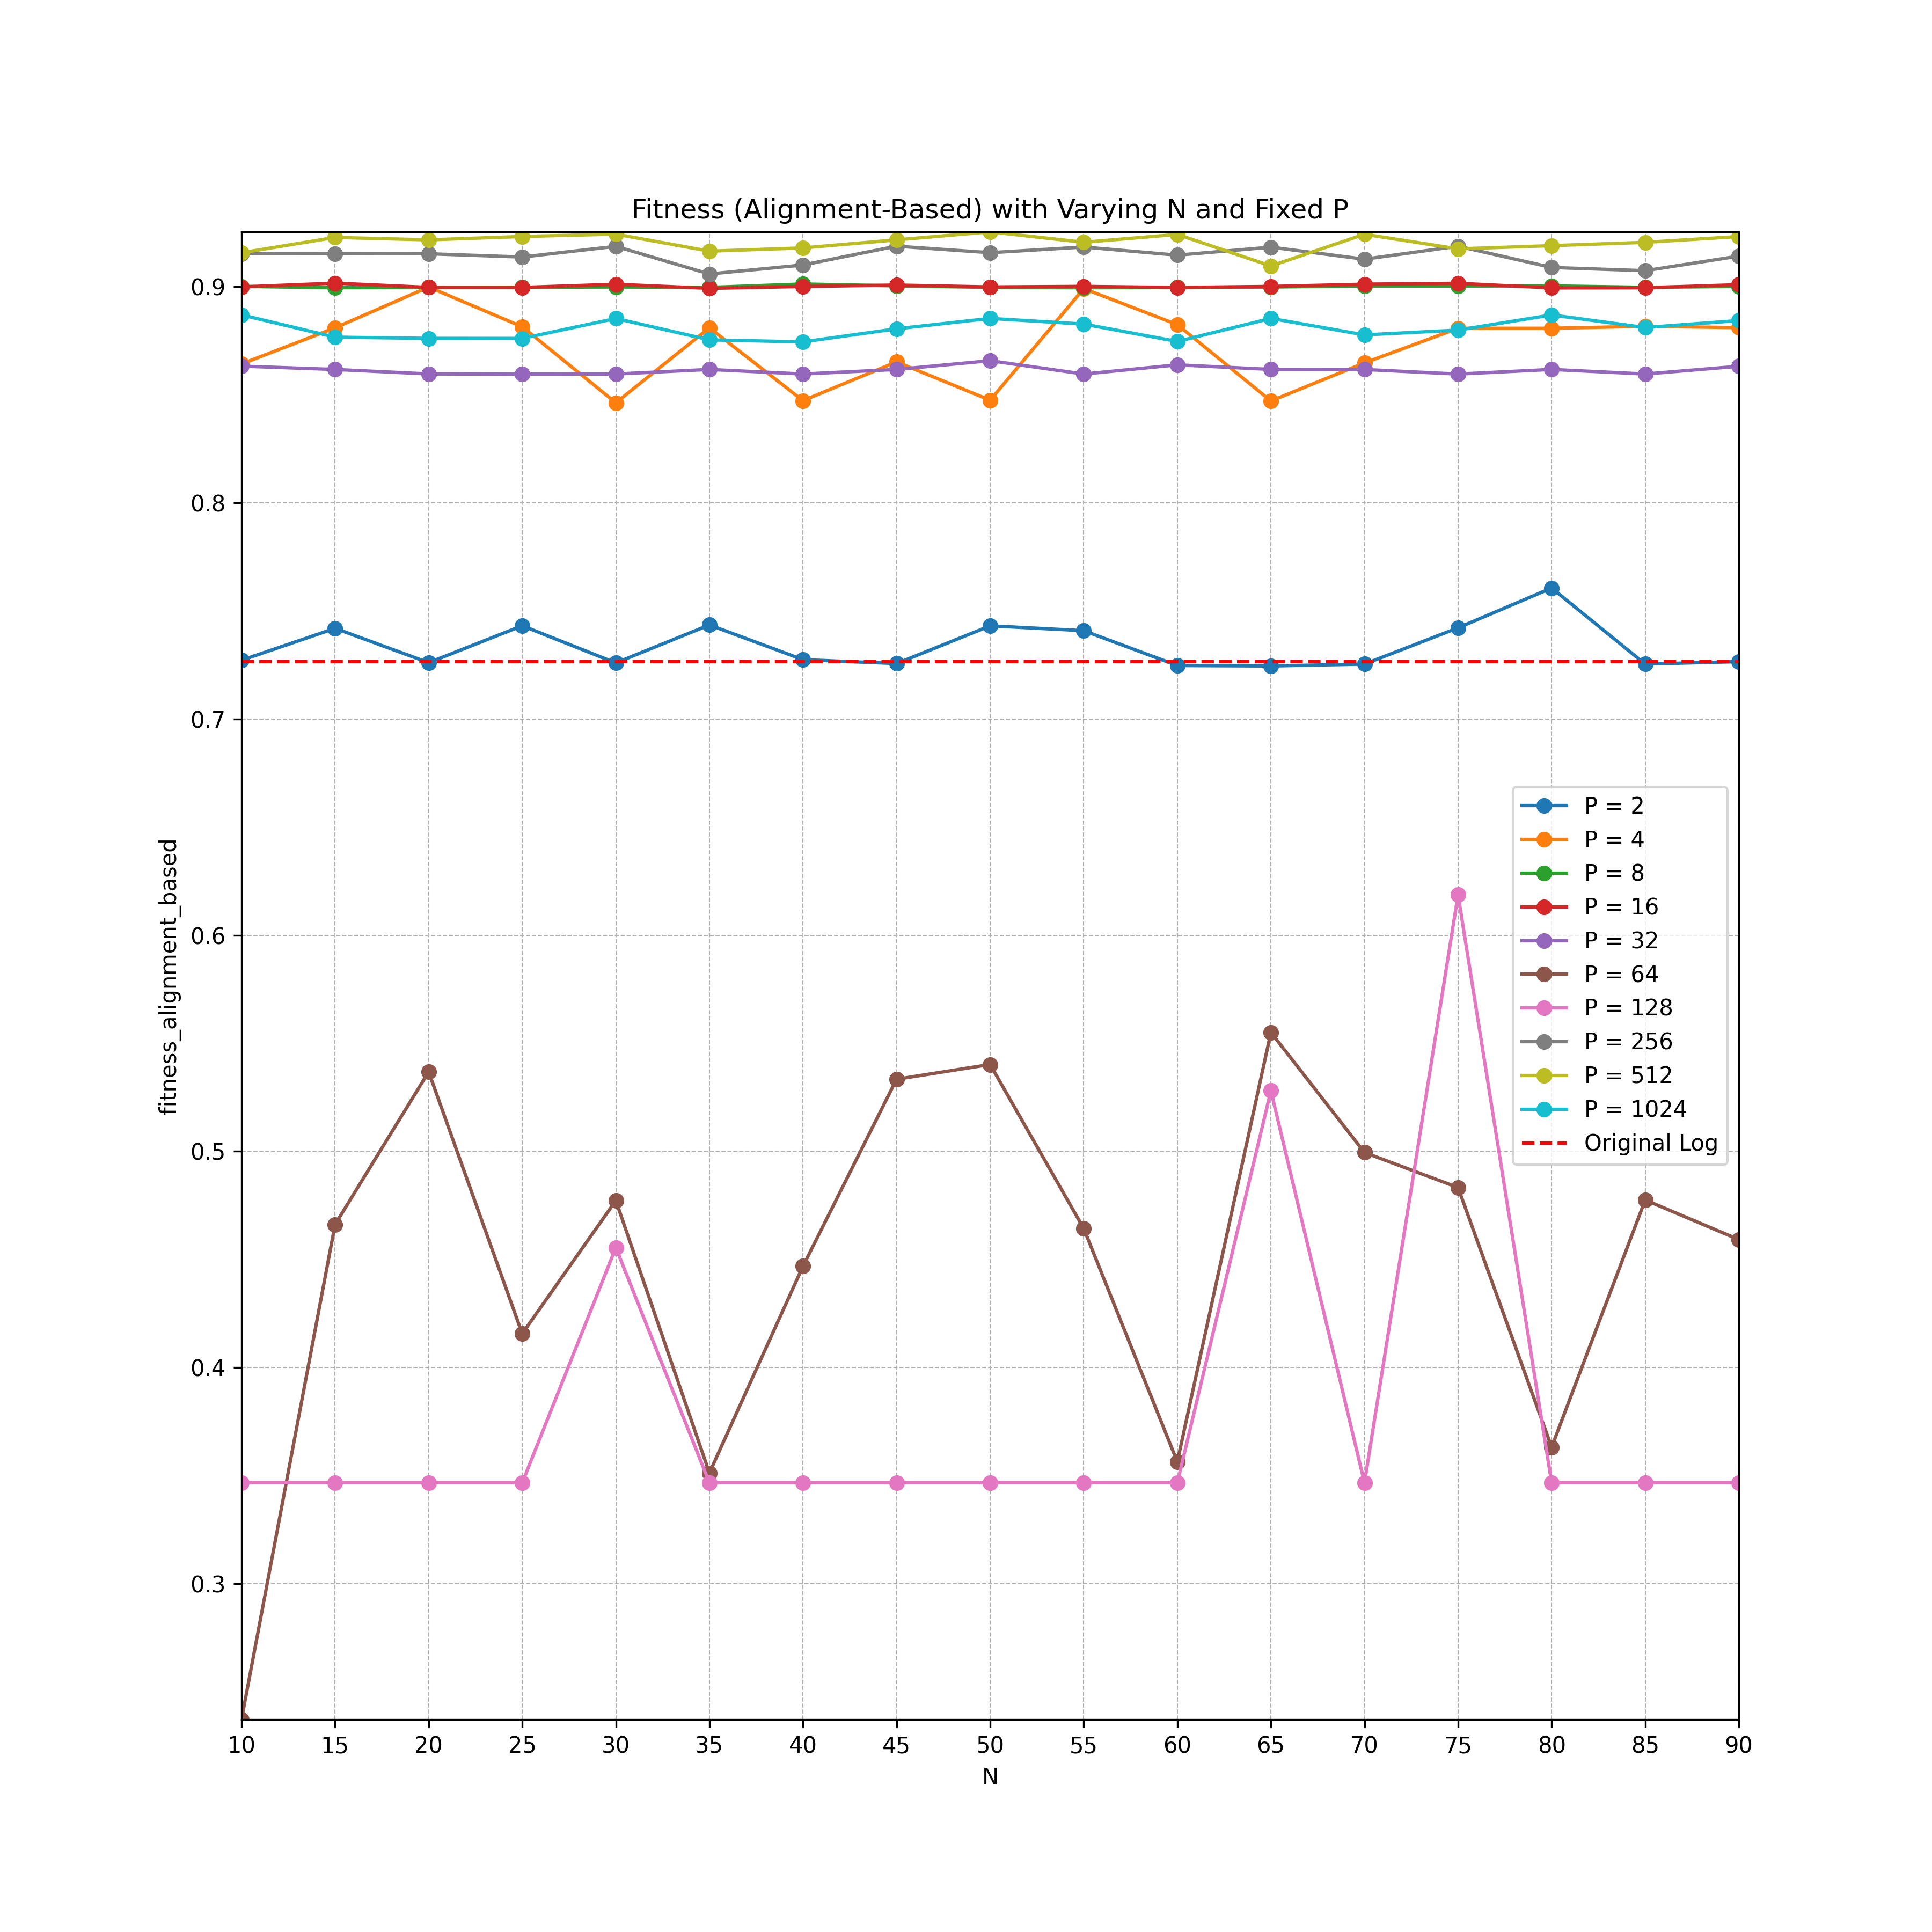 Fitness (Alignment-Based) with Varying N and Fixed P
fitness_alignment_based
0.9
0.8
0.7
0.6
0.5
0.4
0.3
P = 2
P = 4
P = 8
P = 16
P = 32
P = 64
P = 128
P = 256
P = 512
P = 1024
Original Log
10 15 20 25 30 35 40 45 50 55 60 65 70 75 80 85 90
N